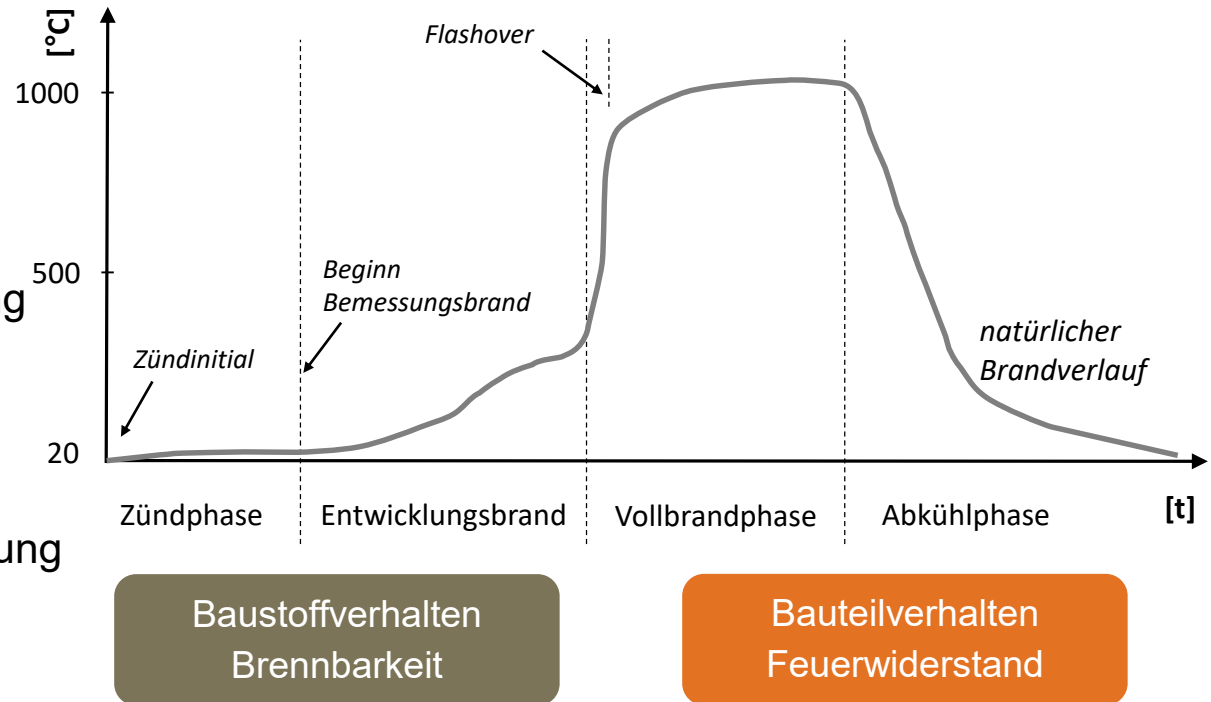 [°C]
Flashover
1000
Beginn
Bemessungsbrand
500
natürlicher
Brandverlauf
Zündinitial
20
Zündphase
Entwicklungsbrand
Vollbrandphase
Abkühlphase
[t]
Baustoffverhalten
Brennbarkeit
Bauteilverhalten
Feuerwiderstand